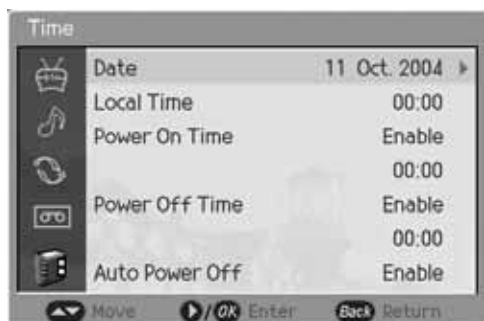 Time
Date 11 Oct. 2004
Local Time 00:00
Power On Time Enable
00:00
Power Off Time Enable
00:00
Auto Power Off Enable
Move /OK Enter Back Return